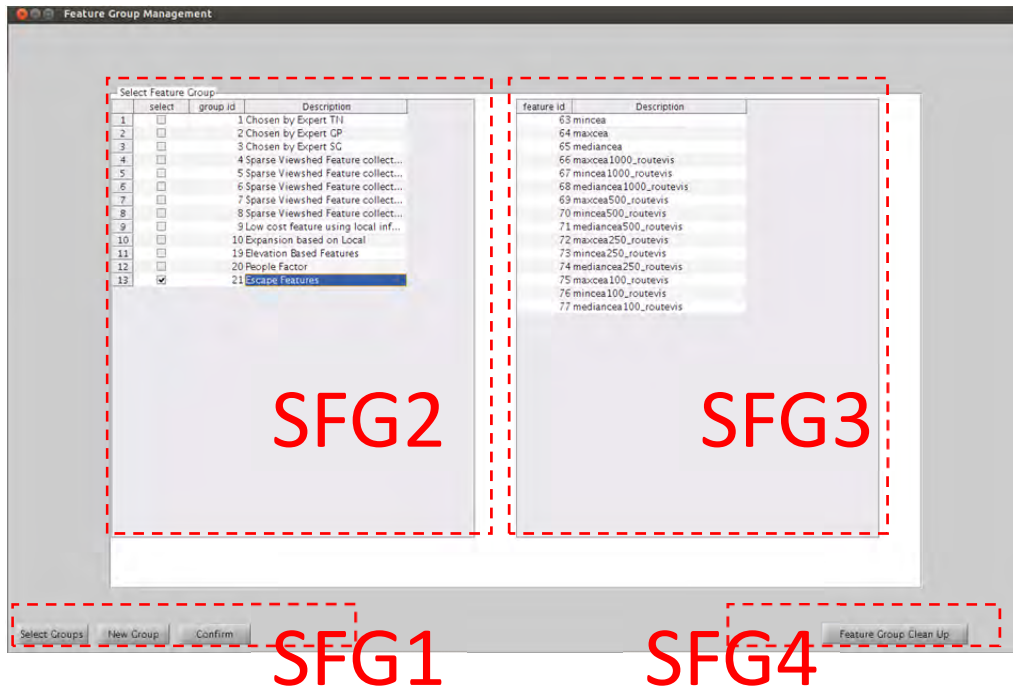 Feature Group Management
Select Feature Group
select group id Description
1 1 Chosen by Expert TN
2 2 Chosen by Expert GP
3 3 Chosen by Expert SG
4 4 Sparse Viewshed Feature collect...
5 5 Sparse Viewshed Feature collect...
6 6 Sparse Viewshed Feature collect...
7 7 Sparse Viewshed Feature collect...
8 8 Sparse Viewshed Feature collect...
9 9 Low cost feature using local inf...
10 10 Expansion based on Local
11 19 Elevation Based Features
12 20 People Factor
13 21 Escape Features
feature id Description
63 mincea
64 maxcea
65 mediancea
66 maxcea1000_routevis
67 mincea1000_routevis
68 mediancea1000_routevis
69 maxcea500_routevis
70 mincea500_routevis
71 mediancea500_routevis
72 maxcea250_routevis
73 mincea250_routevis
74 mediancea250_routevis
75 maxcea100_routevis
76 mincea100_routevis
77 mediancea100_routevis
SFG2 SFG3
Select Groups New Group Confirm Feature Group Clean Up
SFG1 SFG4